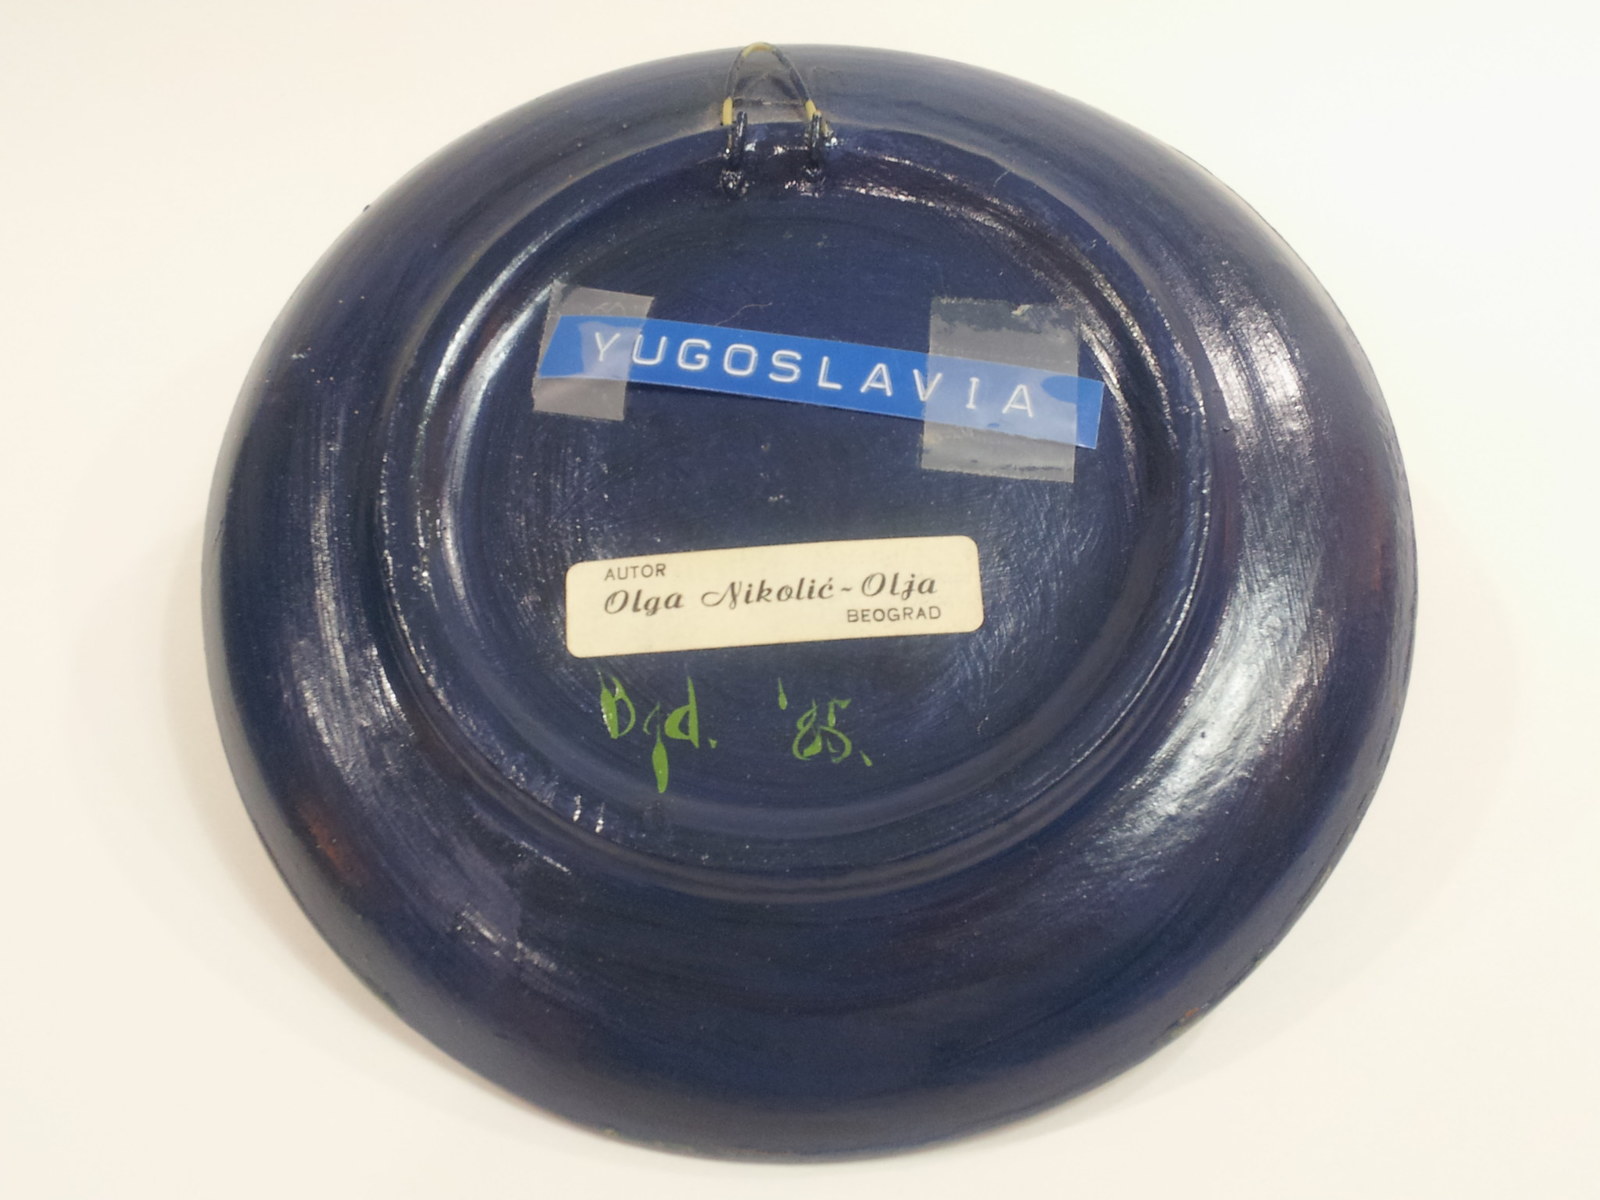 YUGOSLAVIA
AUTOR
Olga Nikolić~Olja
BEOGRAD
Bgd. '85.